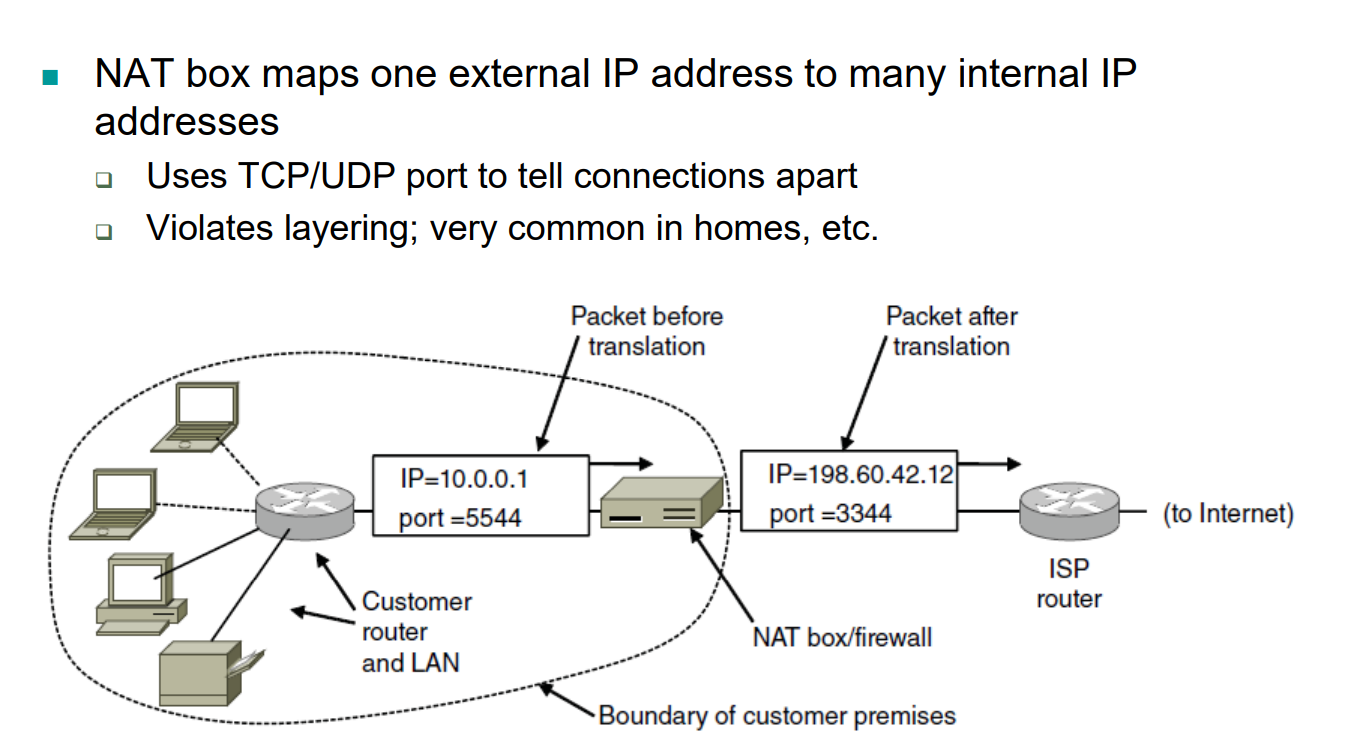 NAT box maps one external IP address to many internal IP
addresses
Uses TCP/UDP port to tell connections apart
Violates layering; very common in homes, etc.
Packet before
translation
Packet after
translation
IP=10.0.0.1
port =5544
IP=198.60.42.12
port =3344
(to Internet)
ISP
router
Customer
router
and LAN
NAT box/firewall
Boundary of customer premises